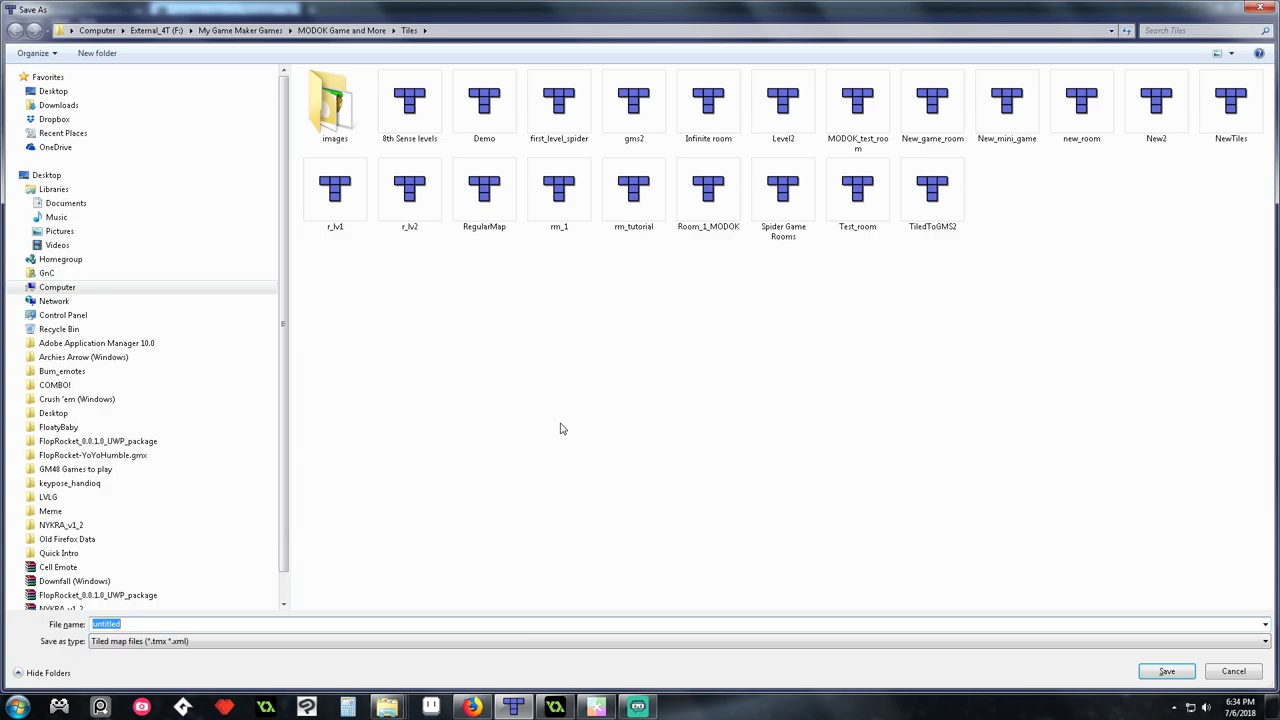 Save As
Computer External_4T (F:) My Game Maker Games MODOK Game and More Tiles
Search Tiles
Organize New folder
Favorites
Desktop
Downloads
Dropbox
Recent Places
OneDrive
Desktop
Libraries
Documents
Music
Pictures
Videos
Homegroup
GnC
Computer
Network
Control Panel
Recycle Bin
Adobe Application Manager 10.0
Archies Arrow (Windows)
Bum_emotes
COMBO!
Crush 'em (Windows)
Desktop
FloatyBaby
FlopRocket_0.0.1.0_UWP_package
FlopRocket-YoYoHumble.gmx
GM48 Games to play
keypose_handioq
LVLG
Meme
NYKRA_v1_2
Old Firefox Data
Quick Intro
Cell Emote
Downfall (Windows)
FlopRocket_0.0.1.0_UWP_package
NYKRA_v1_2
images
8th Sense levels
Demo
first_level_spider
gms2
Infinite room
Level2
MODOK_test_roo
m
New_game_room
New_mini_game
new_room
New2
NewTiles
r_lv1
r_lv2
RegularMap
rm_1
rm_tutorial
Room_1_MODOK
Spider Game
Rooms
Test_room
TiledToGMS2
File name: untitled
Save as type: Tiled map files (*.tmx *.xml)
Hide Folders
Save
Cancel
6:34 PM
7/6/2018